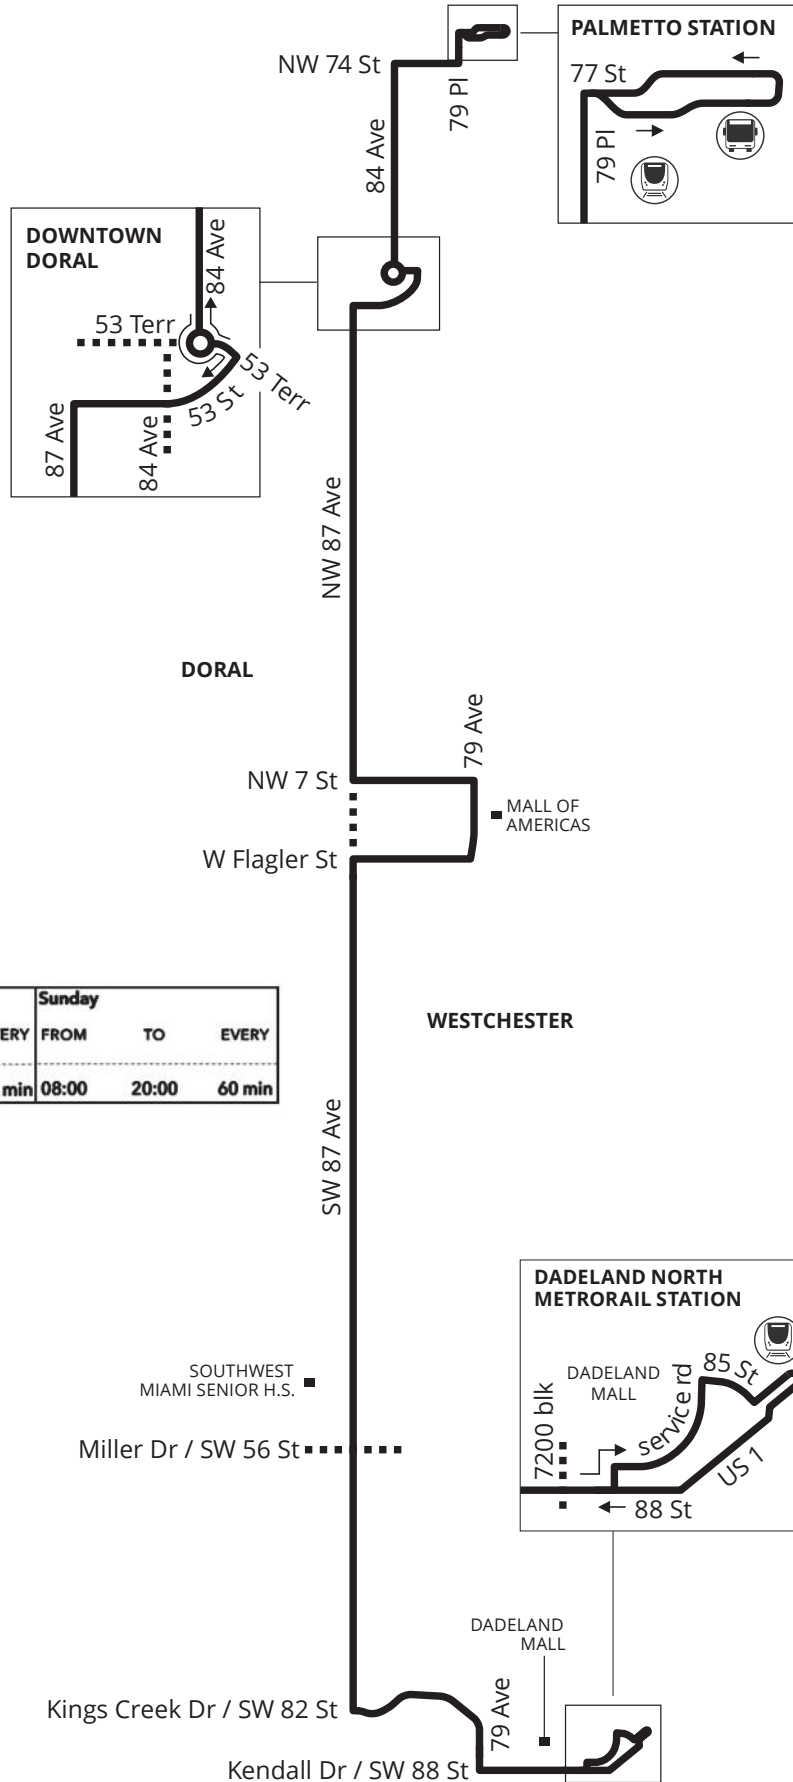 PALMETTO STATION
77 St
79 Pl
NW 74 St
79 Pl
84 Ave
DOWNTOWN
DORAL
84 Ave
53 Terr
53 Terr
53 St
87 Ave
84 Ave
NW 87 Ave
DORAL
79 Ave
NW 7 St
MALL OF
AMERICAS
W Flagler St
Sunday
ERY FROM TO EVERY
min 08:00 20:00 60 min
WESTCHESTER
SW 87 Ave
DADELAND NORTH
METRORAIL STATION
DADELAND
MALL
85 St
service rd
7200 blk
US 1
88 St
SOUTHWEST
MIAMI SENIOR H.S.
Miller Dr / SW 56 St
DADELAND
MALL
79 Ave
Kings Creek Dr / SW 82 St
Kendall Dr / SW 88 St